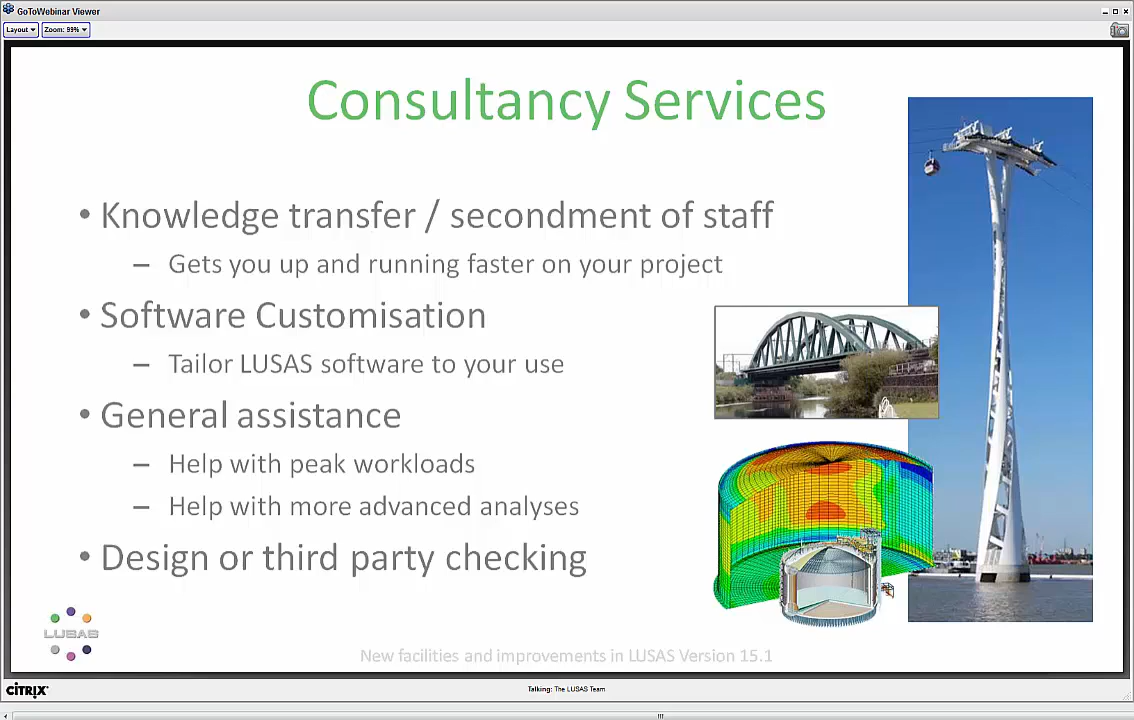 GoToWebinar Viewer
Layout Zoom: 99%
Consultancy Services
• Knowledge transfer / secondment of staff
– Gets you up and running faster on your project
• Software Customisation
– Tailor LUSAS software to your use
• General assistance
– Help with peak workloads
– Help with more advanced analyses
• Design or third party checking
LUSAS
New facilities and improvements in LUSAS Version 15.1
CITRIX
Talking: The LUSAS Team